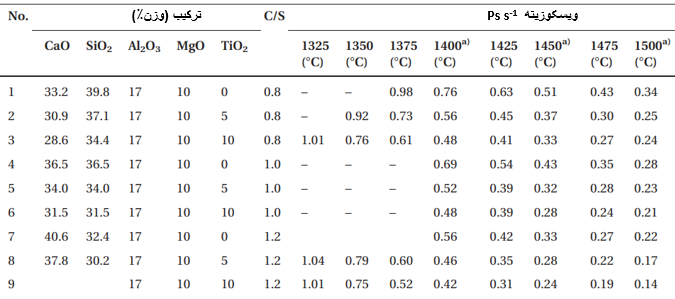 No. ترکیب (وزن٪) C/S ویسکوزیته Ps s⁻¹
CaO SiO₂ Al₂O₃ MgO TiO₂ 1325 (°C) 1350 (°C) 1375 (°C) 1400ᵃ⁾ (°C) 1425 (°C) 1450ᵃ⁾ (°C) 1475 (°C) 1500ᵃ⁾ (°C)
1 33.2 39.8 17 10 0 0.8 – – 0.98 0.76 0.63 0.51 0.43 0.34
2 30.9 37.1 17 10 5 0.8 – 0.92 0.73 0.56 0.45 0.37 0.30 0.25
3 28.6 34.4 17 10 10 0.8 1.01 0.76 0.61 0.48 0.41 0.33 0.27 0.24
4 36.5 36.5 17 10 0 1.0 – – – 0.69 0.54 0.43 0.35 0.28
5 34.0 34.0 17 10 5 1.0 – – – 0.52 0.39 0.32 0.28 0.23
6 31.5 31.5 17 10 10 1.0 – – – 0.48 0.39 0.28 0.24 0.21
7 40.6 32.4 17 10 0 1.2 0.56 0.42 0.33 0.27 0.22
8 37.8 30.2 17 10 5 1.2 1.04 0.79 0.60 0.46 0.35 0.28 0.22 0.17
9 17 10 10 1.2 1.01 0.75 0.52 0.42 0.31 0.24 0.19 0.14